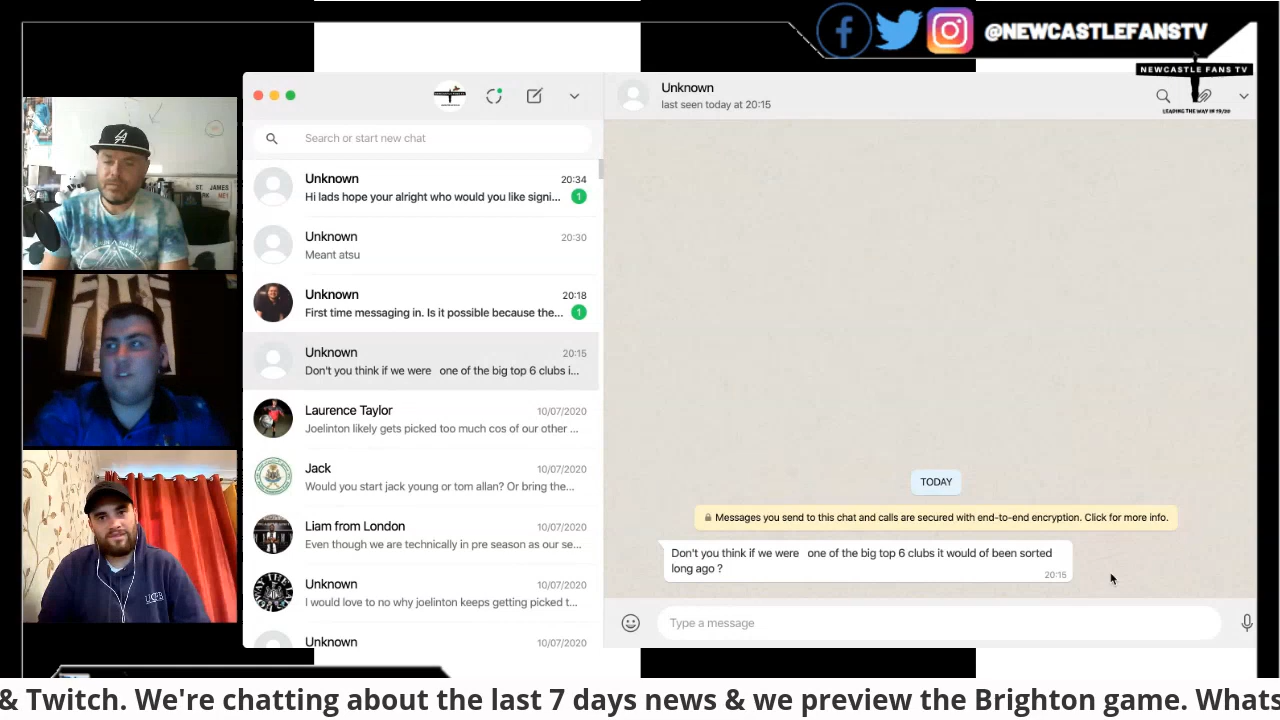 @NEWCASTLEFANSTV
NEWCASTLE FANS TV
LEADING THE WAY IN 19/20
ST. JAMES
NE1
Search or start new chat
Unknown
20:34
Hi lads hope your alright who would you like signi...
1
Unknown
20:30
Meant atsu
Unknown
20:18
First time messaging in. Is it possible because the...
1
Unknown
20:15
Don't you think if we were one of the big top 6 clubs i...
Laurence Taylor
10/07/2020
Joelinton likely gets picked too much cos of our other ...
Jack
10/07/2020
Would you start jack young or tom allan? Or bring the...
Liam from London
10/07/2020
Even though we are technically in pre season as our se...
Unknown
10/07/2020
I would love to no why joelinton keeps getting picked t...
Unknown
10/07/2020
Unknown
last seen today at 20:15
TODAY
Messages you send to this chat and calls are secured with end-to-end encryption. Click for more info.
Don't you think if we were one of the big top 6 clubs it would of been sorted
long ago ?
20:15
Type a message
& Twitch. We're chatting about the last 7 days news & we preview the Brighton game. Whats